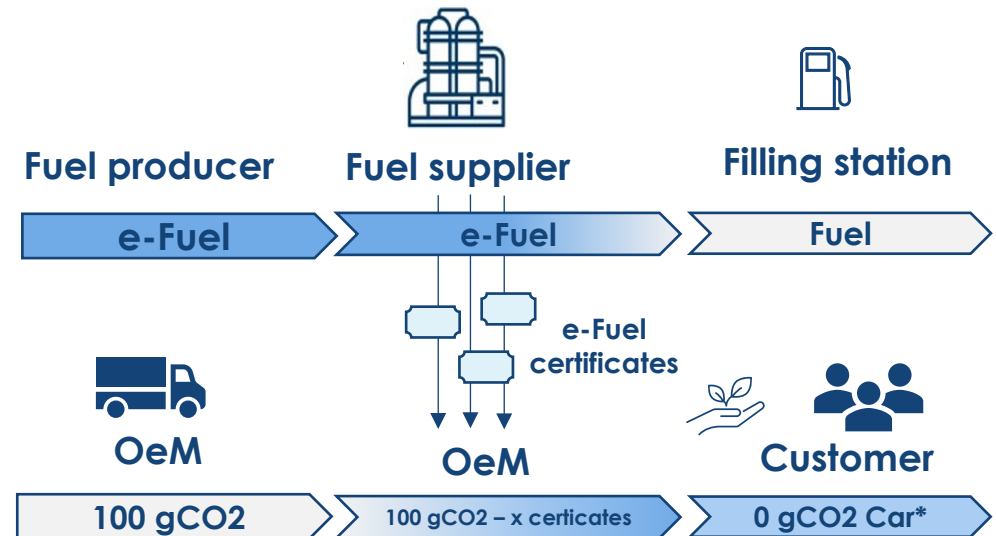 Fuel producer
Fuel supplier
Filling station
e-Fuel
e-Fuel
Fuel
e-Fuel
certificates
OeM
OeM
Customer
100 gCO2
100 gCO2 – x certicates
0 gCO2 Car*